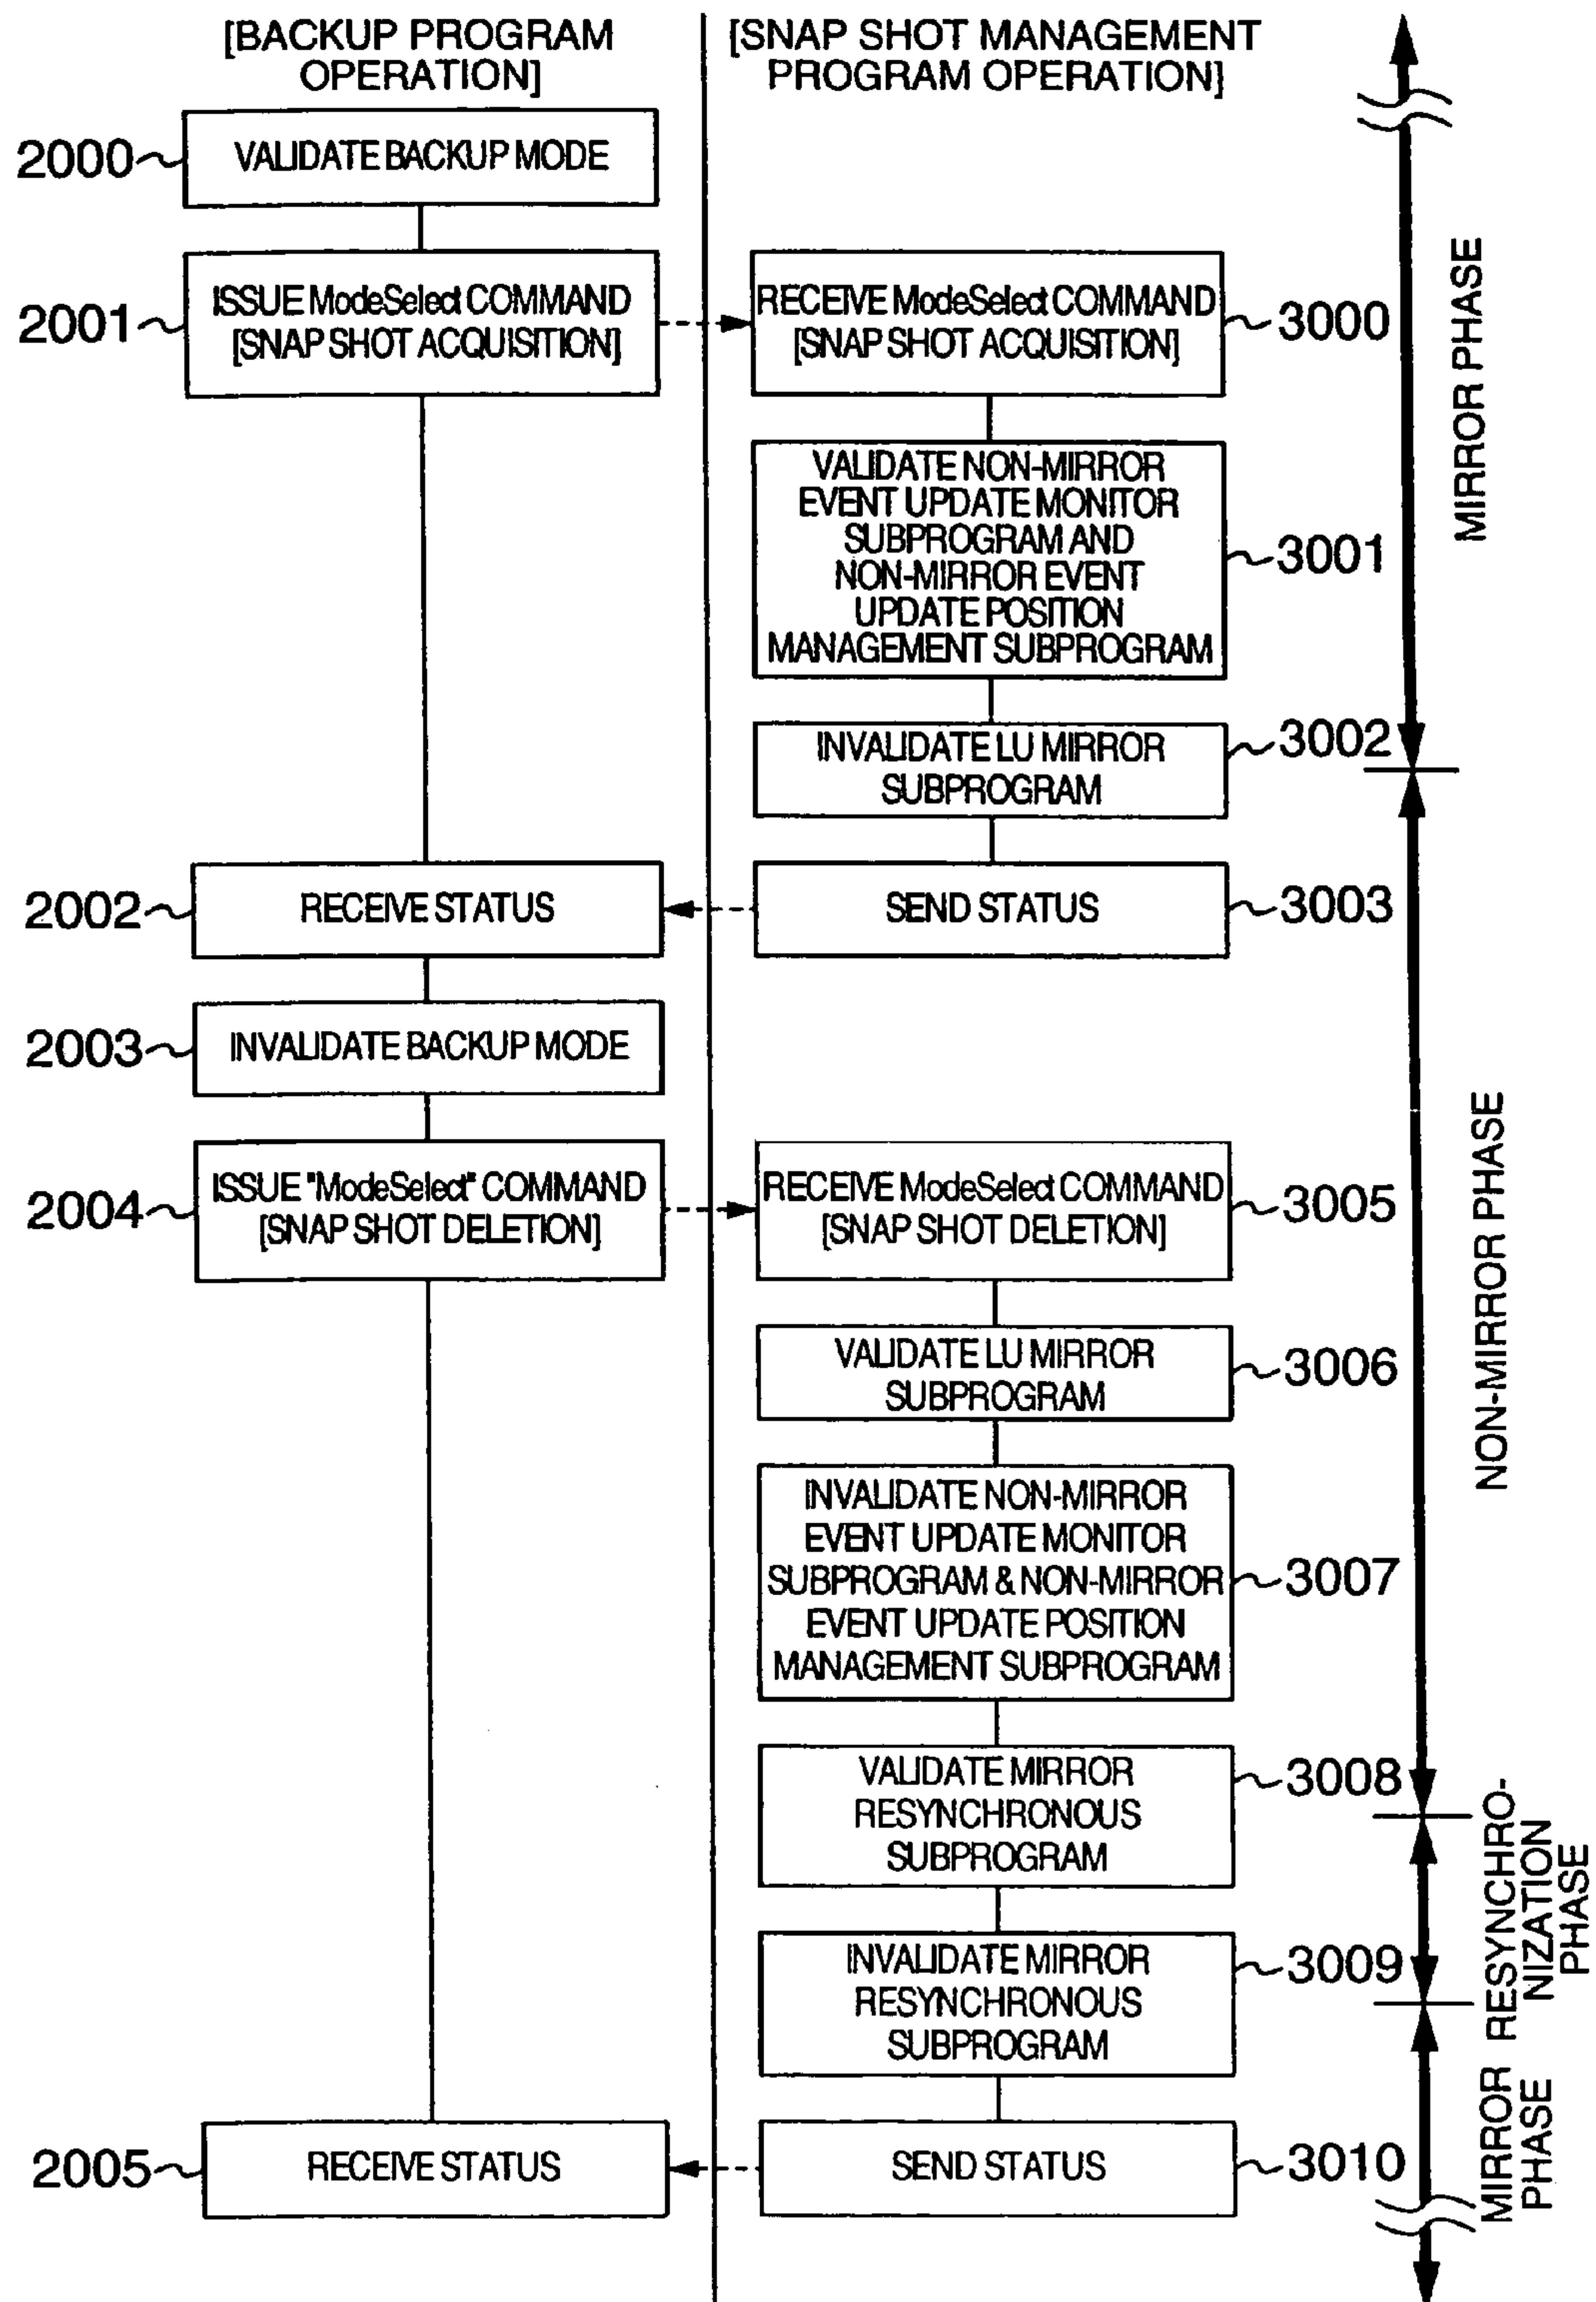 [BACKUP PROGRAM
OPERATION]
[SNAP SHOT MANAGEMENT
PROGRAM OPERATION]
2000
VALIDATE BACKUP MODE
2001
ISSUE ModeSelect COMMAND
[SNAP SHOT ACQUISITION]
RECEIVE ModeSelect COMMAND
[SNAP SHOT ACQUISITION]
3000
VALIDATE NON-MIRROR
EVENT UPDATE MONITOR
SUBPROGRAM AND
NON-MIRROR EVENT
UPDATE POSITION
MANAGEMENT SUBPROGRAM
3001
INVALIDATE LU MIRROR
SUBPROGRAM
3002
MIRROR PHASE
2002
RECEIVE STATUS
SEND STATUS
3003
2003
INVALIDATE BACKUP MODE
2004
ISSUE "ModeSelect" COMMAND
[SNAP SHOT DELETION]
RECEIVE ModeSelect COMMAND
[SNAP SHOT DELETION]
3005
VALIDATE LU MIRROR
SUBPROGRAM
3006
INVALIDATE NON-MIRROR
EVENT UPDATE MONITOR
SUBPROGRAM & NON-MIRROR
EVENT UPDATE POSITION
MANAGEMENT SUBPROGRAM
3007
NON-MIRROR PHASE
VALIDATE MIRROR
RESYNCHRONOUS
SUBPROGRAM
3008
INVALIDATE MIRROR
RESYNCHRONOUS
SUBPROGRAM
3009
RESYNCHRO-
NIZATION
PHASE
2005
RECEIVE STATUS
SEND STATUS
3010
MIRROR
PHASE